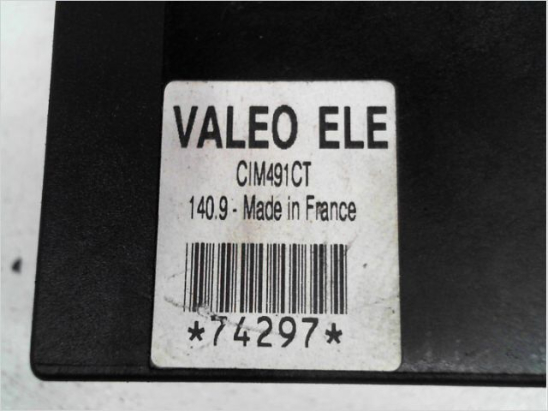 VALEO ELE
CIM491CT
140.9 - Made in France
*74297*